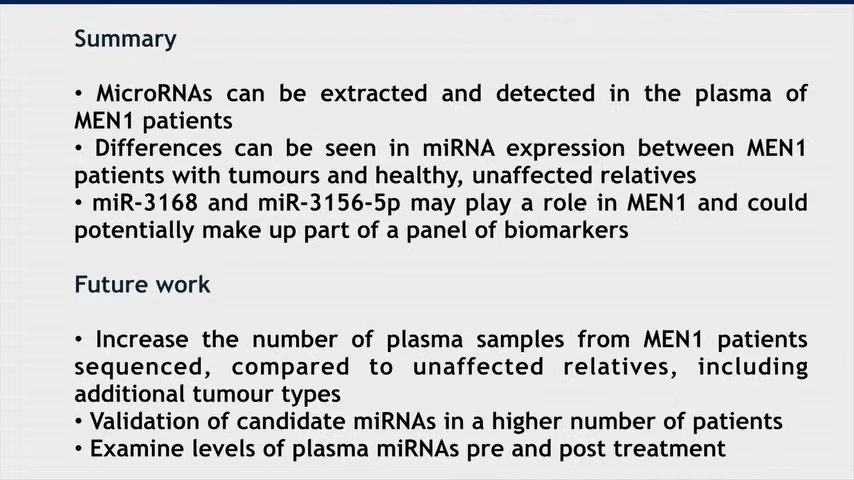 Summary
• MicroRNAs can be extracted and detected in the plasma of
MEN1 patients
• Differences can be seen in miRNA expression between MEN1
patients with tumours and healthy, unaffected relatives
• miR-3168 and miR-3156-5p may play a role in MEN1 and could
potentially make up part of a panel of biomarkers
Future work
• Increase the number of plasma samples from MEN1 patients
sequenced, compared to unaffected relatives, including
additional tumour types
• Validation of candidate miRNAs in a higher number of patients
• Examine levels of plasma miRNAs pre and post treatment